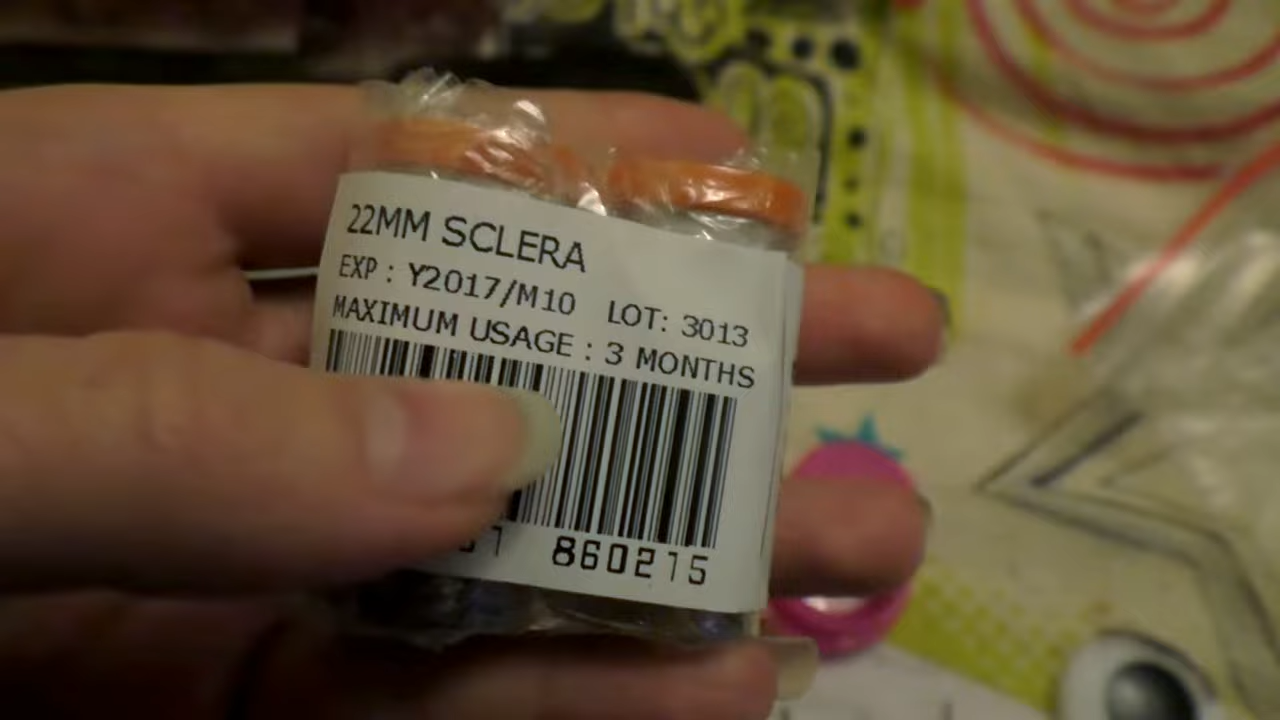 22MM SCLERA
EXP : Y2017/M10 LOT: 3013
MAXIMUM USAGE : 3 MONTHS
860215